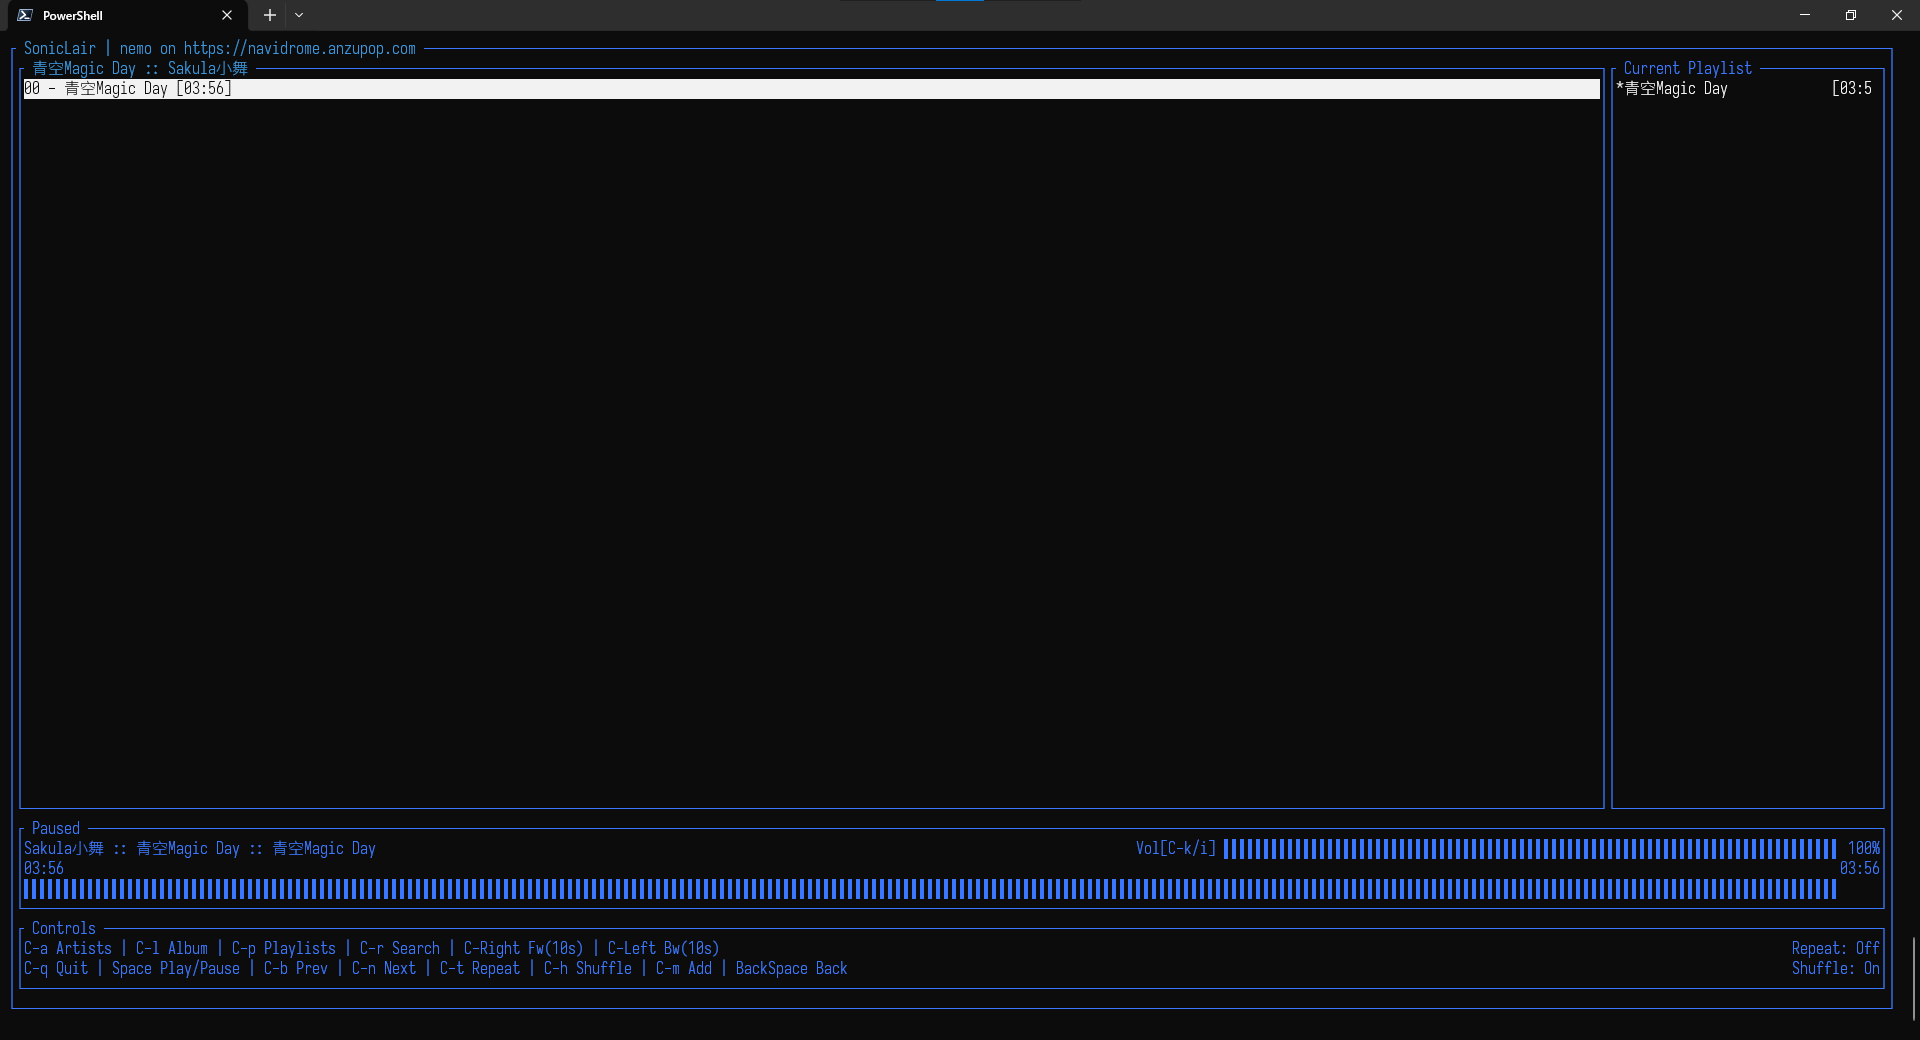 PowerShell
SonicLair | nemo on https://navidrome.anzupop.com
青空Magic Day :: Sakula小舞
00 - 青空Magic Day [03:56]
Current Playlist
*青空Magic Day [03:5
Paused
Sakula小舞 :: 青空Magic Day :: 青空Magic Day
Vol[C-k/i] 100%
03:56 03:56
Controls
C-a Artists | C-l Album | C-p Playlists | C-r Search | C-Right Fw(10s) | C-Left Bw(10s)
Repeat: Off
C-q Quit | Space Play/Pause | C-b Prev | C-n Next | C-t Repeat | C-h Shuffle | C-m Add | BackSpace Back
Shuffle: On